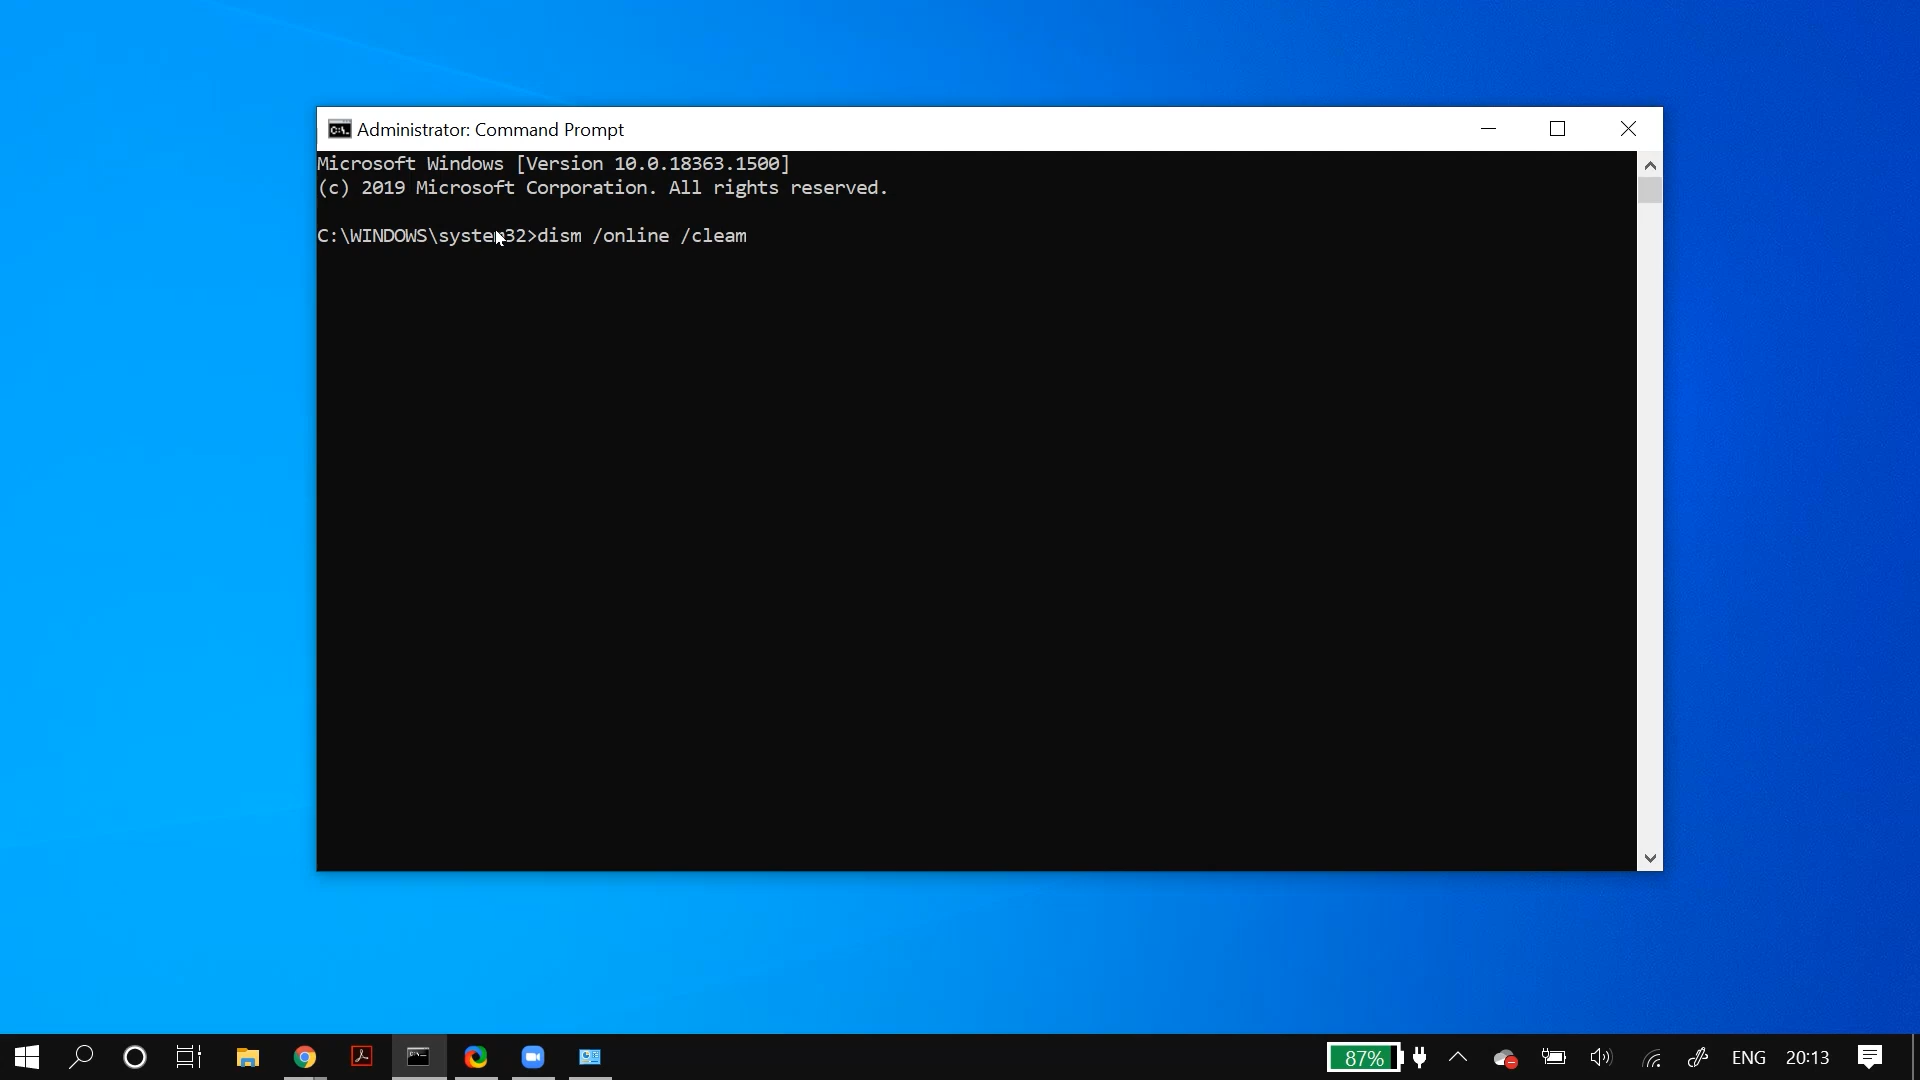 Administrator: Command Prompt
Microsoft Windows [Version 10.0.18363.1500]
(c) 2019 Microsoft Corporation. All rights reserved.
C:\WINDOWS\system32>dism /online /cleam
87%
ENG
20:13